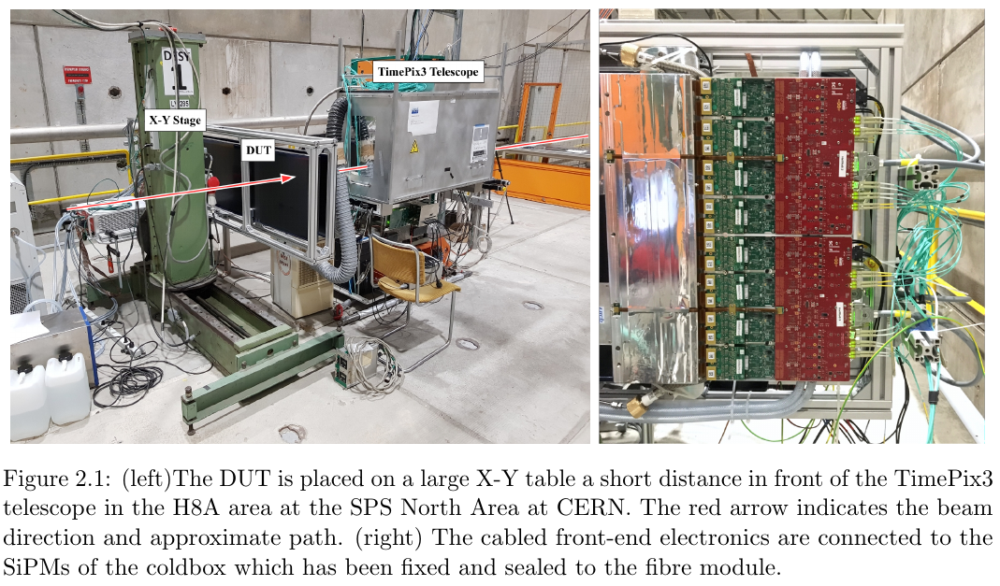 DESY
1
TimePix3 Telescope
X-Y Stage
DUT
Figure 2.1: (left)The DUT is placed on a large X-Y table a short distance in front of the TimePix3
telescope in the H8A area at the SPS North Area at CERN. The red arrow indicates the beam
direction and approximate path. (right) The cabled front-end electronics are connected to the
SiPMs of the coldbox which has been fixed and sealed to the fibre module.